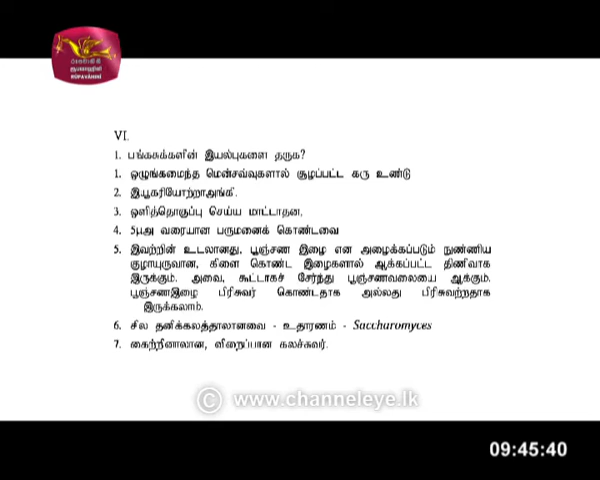 RUPAVAHINI
VI.
1. பங்கசுக்களின் இயல்புகளை தருக?
1. ஒழுங்கமைந்த மென்சவ்வுகளால் சூழப்பட்ட கரு உண்டு
2. இயூகரியோற்றாஅங்கி.
3. ஒளித்தொகுப்பு செய்ய மாட்டாதன,
4. 5µஅ வரையான பருமனைக் கொண்டவை
5. இவற்றின் உடலானது, பூஞ்சண இழை என அழைக்கப்படும் நுண்ணிய
குழாயுருவான, கிளை கொண்ட இழைகளால் ஆக்கப்பட்ட திணிவாக
இருக்கும். அவை, கூட்டாகச் சேர்ந்து பூஞ்சணவலையை ஆக்கும்.
பூஞ்சணஇழை பிரிசுவர் கொண்டதாக அல்லது பிரிசுவற்றதாக
இருக்கலாம்.
6. சில தனிக்கலத்தாலானவை - உதாரணம் - Saccharomyces
7. கைற்றினாலான, விறைப்பான கலச்சுவர்.
© www.channeleye.lk
09:45:40